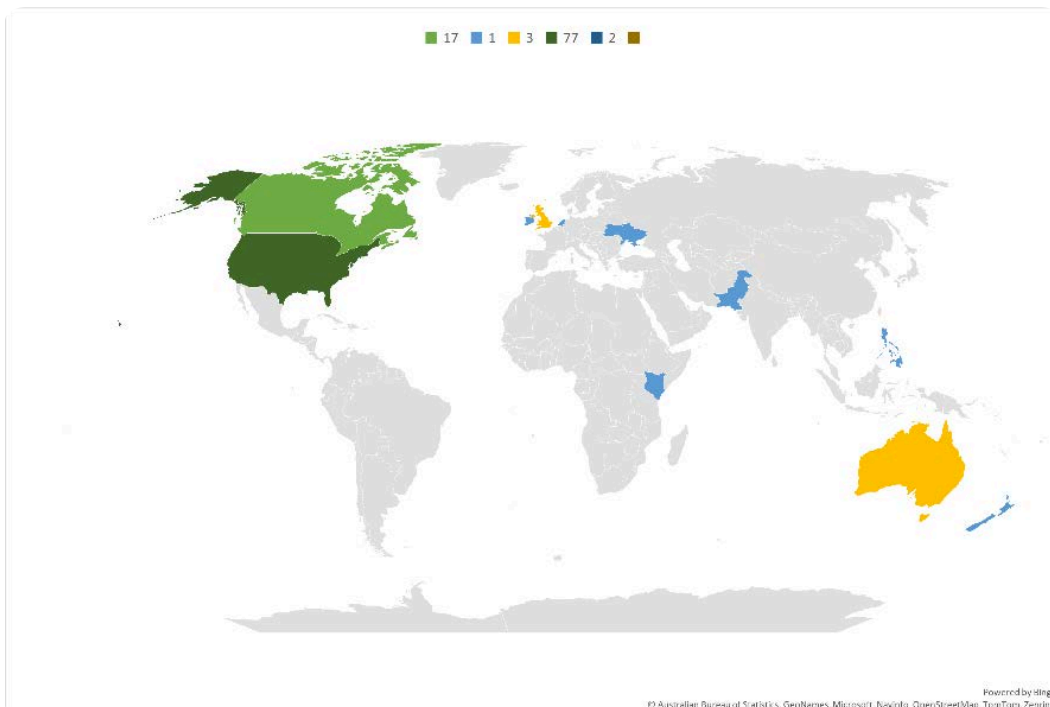 17 1 3 77 2
Powered by Bing
© Australian Bureau of Statistics, GeoNames, Microsoft, Navinfo, OpenStreetMap, TomTom, Zenrin